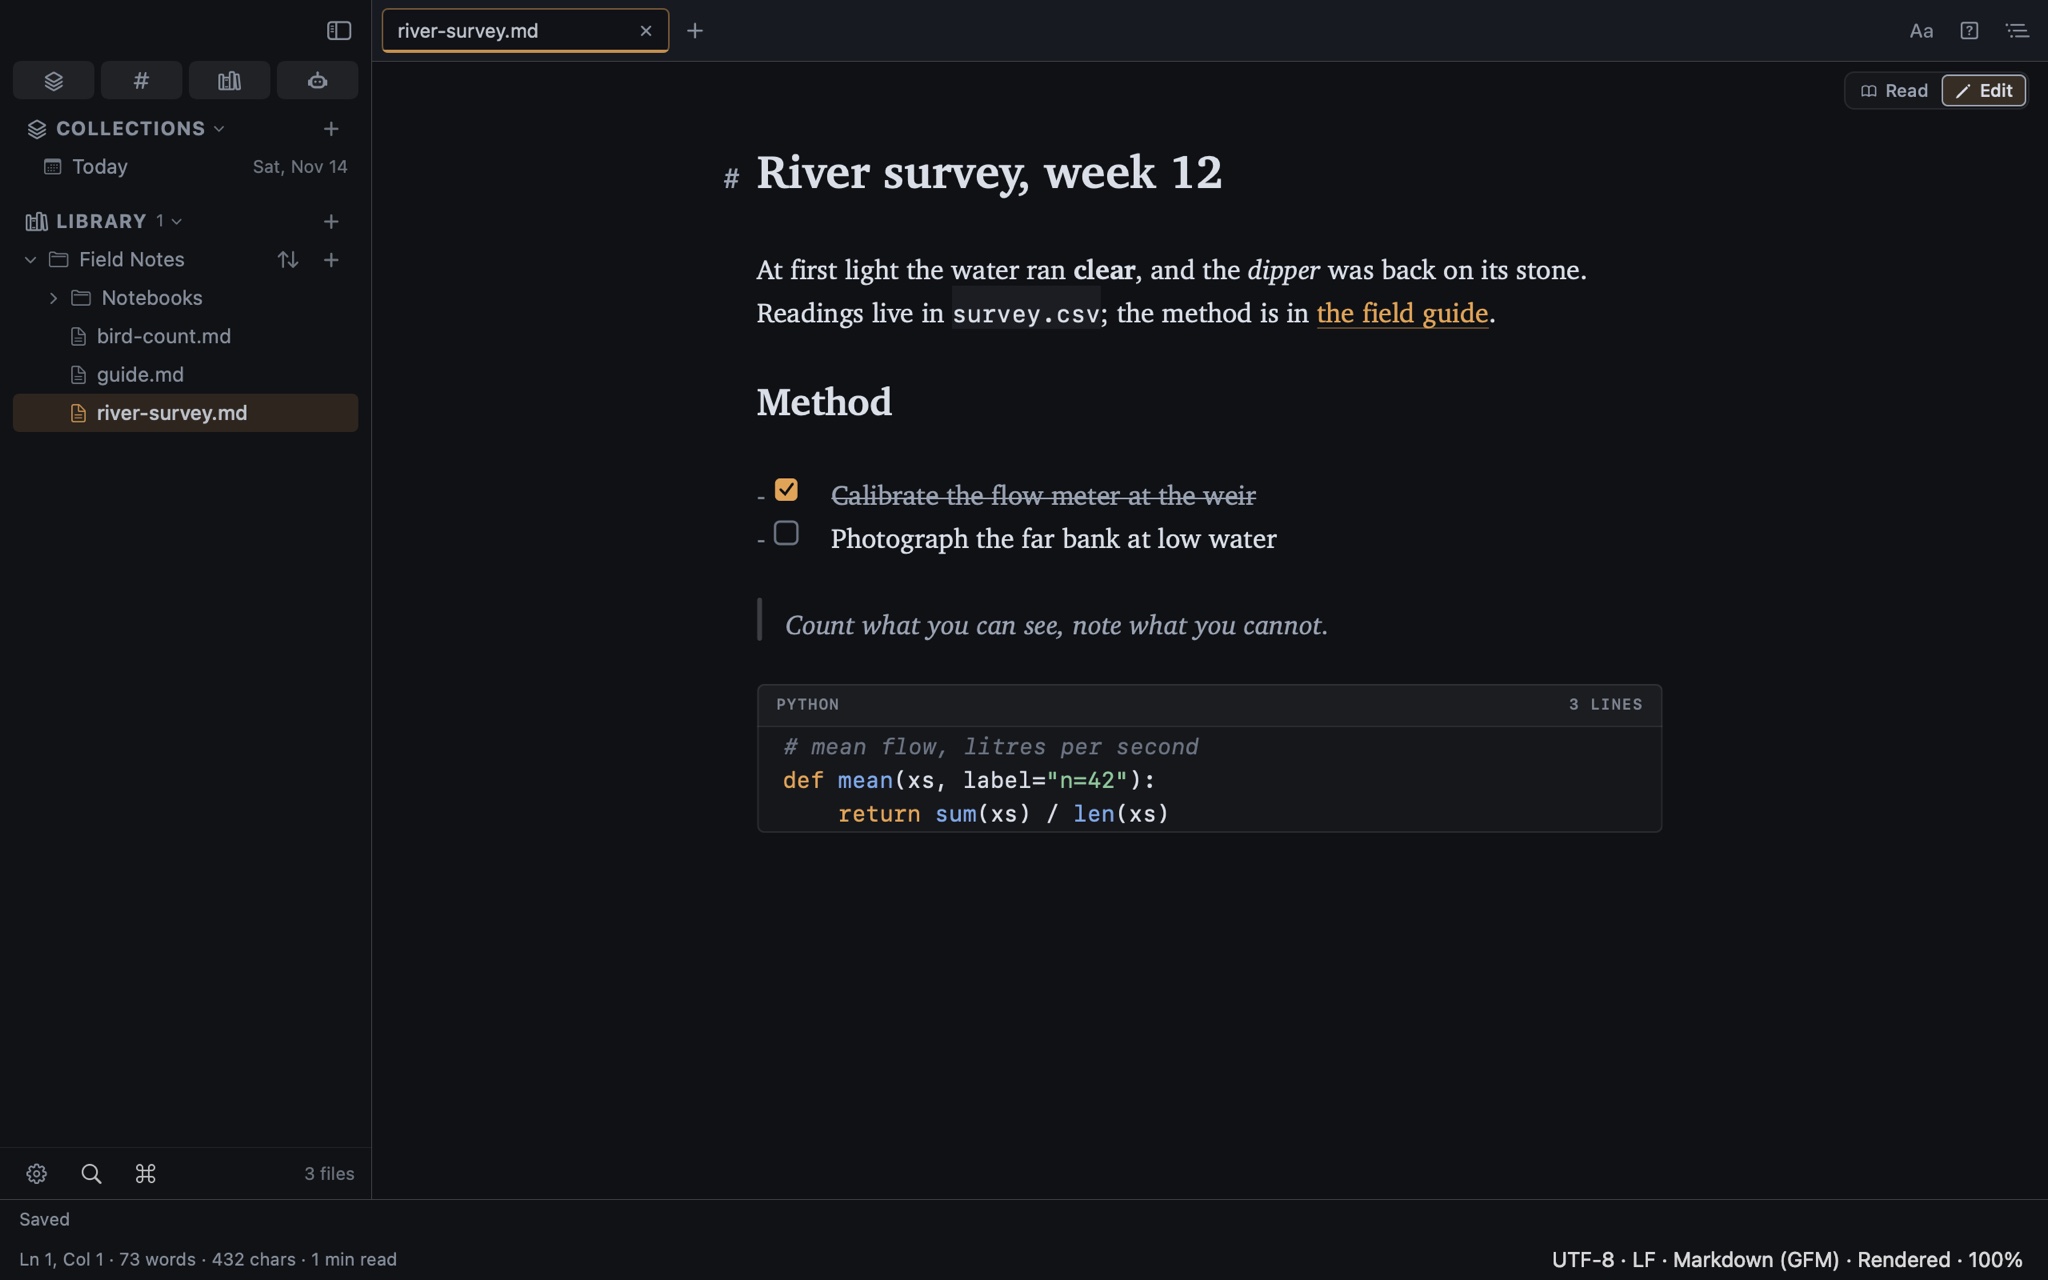 river-survey.md
Aa
Read
Edit
COLLECTIONS
Today Sat, Nov 14
LIBRARY 1
Field Notes
Notebooks
bird-count.md
guide.md
river-survey.md
# River survey, week 12
At first light the water ran clear, and the dipper was back on its stone.
Readings live in survey.csv; the method is in the field guide.
Method
- Calibrate the flow meter at the weir
- Photograph the far bank at low water
Count what you can see, note what you cannot.
PYTHON 3 LINES
# mean flow, litres per second
def mean(xs, label="n=42"):
    return sum(xs) / len(xs)
3 files
Saved
Ln 1, Col 1 · 73 words · 432 chars · 1 min read
UTF-8 · LF · Markdown (GFM) · Rendered · 100%